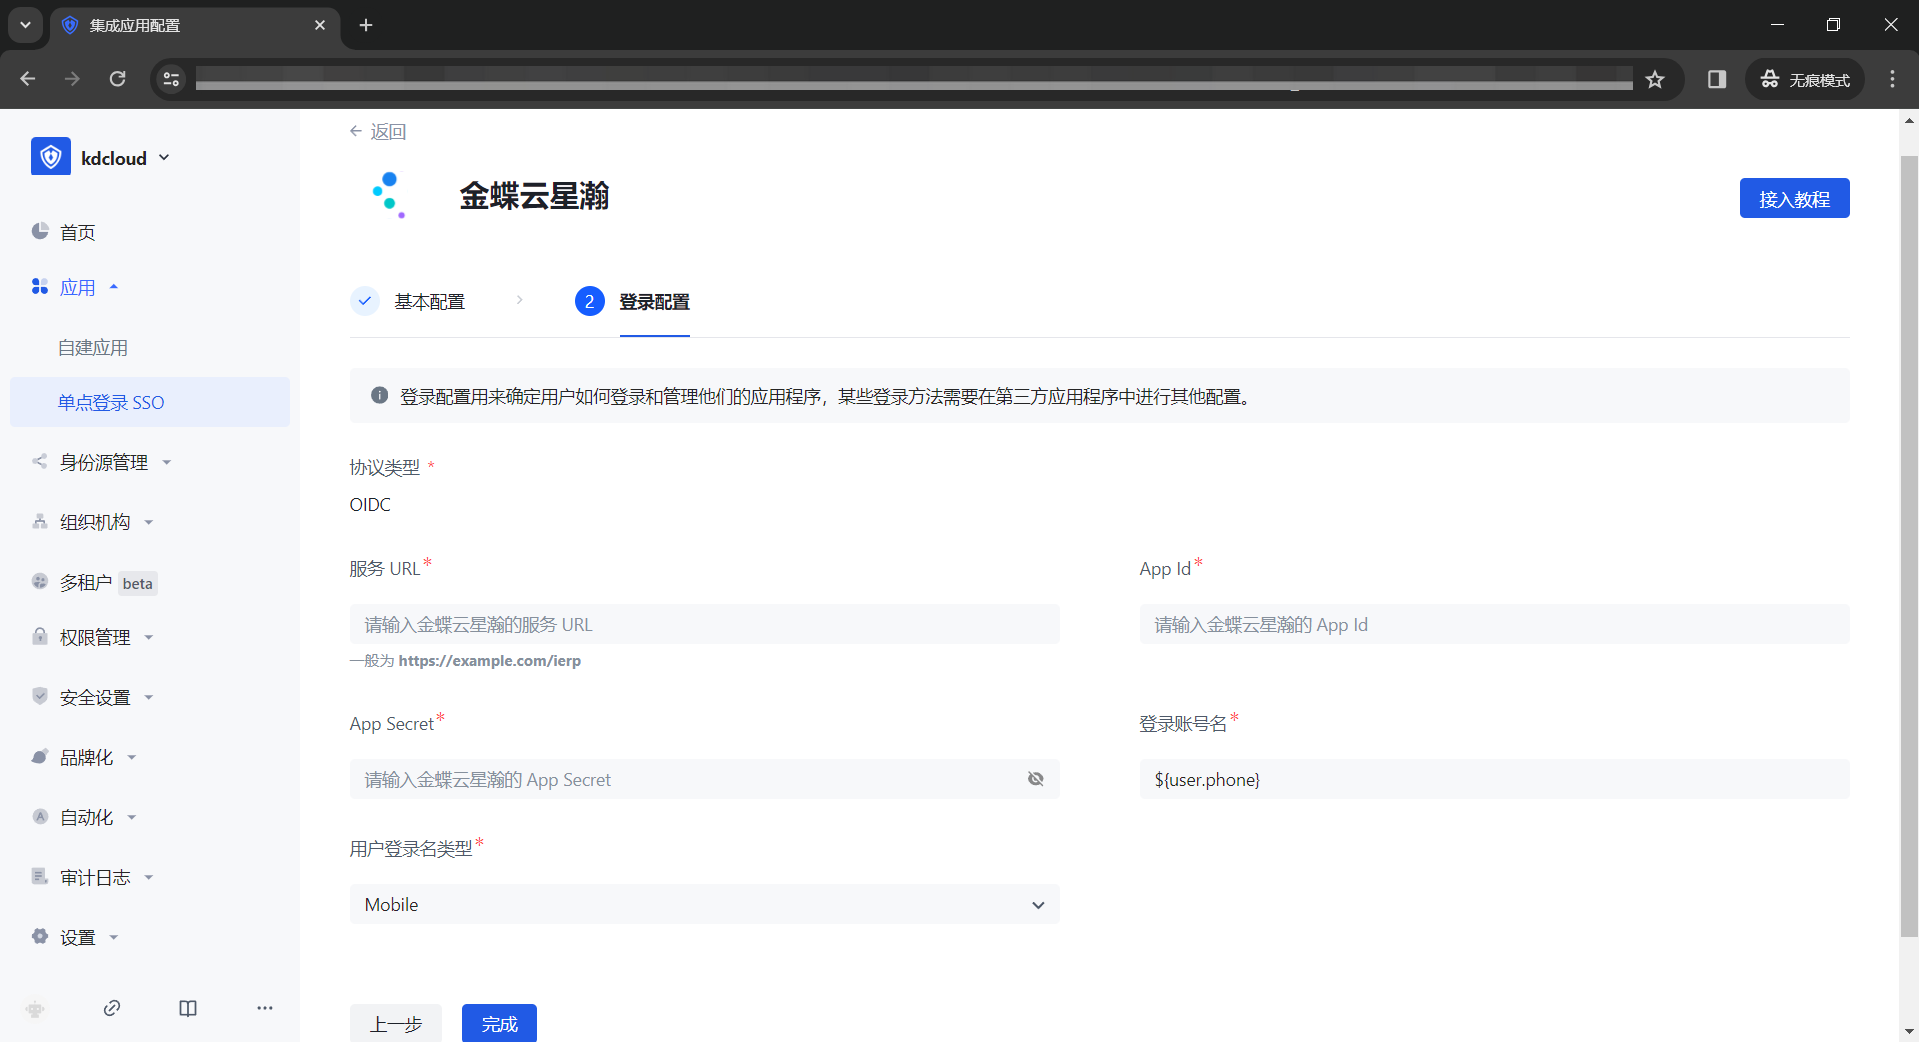 集成应用配置
无痕模式
kdcloud
首页
应用
自建应用
单点登录 SSO
身份源管理
组织机构
多租户 beta
权限管理
安全设置
品牌化
自动化
审计日志
设置
返回
金蝶云星瀚
接入教程
基本配置
2 登录配置
登录配置用来确定用户如何登录和管理他们的应用程序，某些登录方法需要在第三方应用程序中进行其他配置。
协议类型 *
OIDC
服务 URL*
请输入金蝶云星瀚的服务 URL
一般为 https://example.com/ierp
App Id*
请输入金蝶云星瀚的 App Id
App Secret*
请输入金蝶云星瀚的 App Secret
登录账号名*
${user.phone}
用户登录名类型*
Mobile
上一步
完成